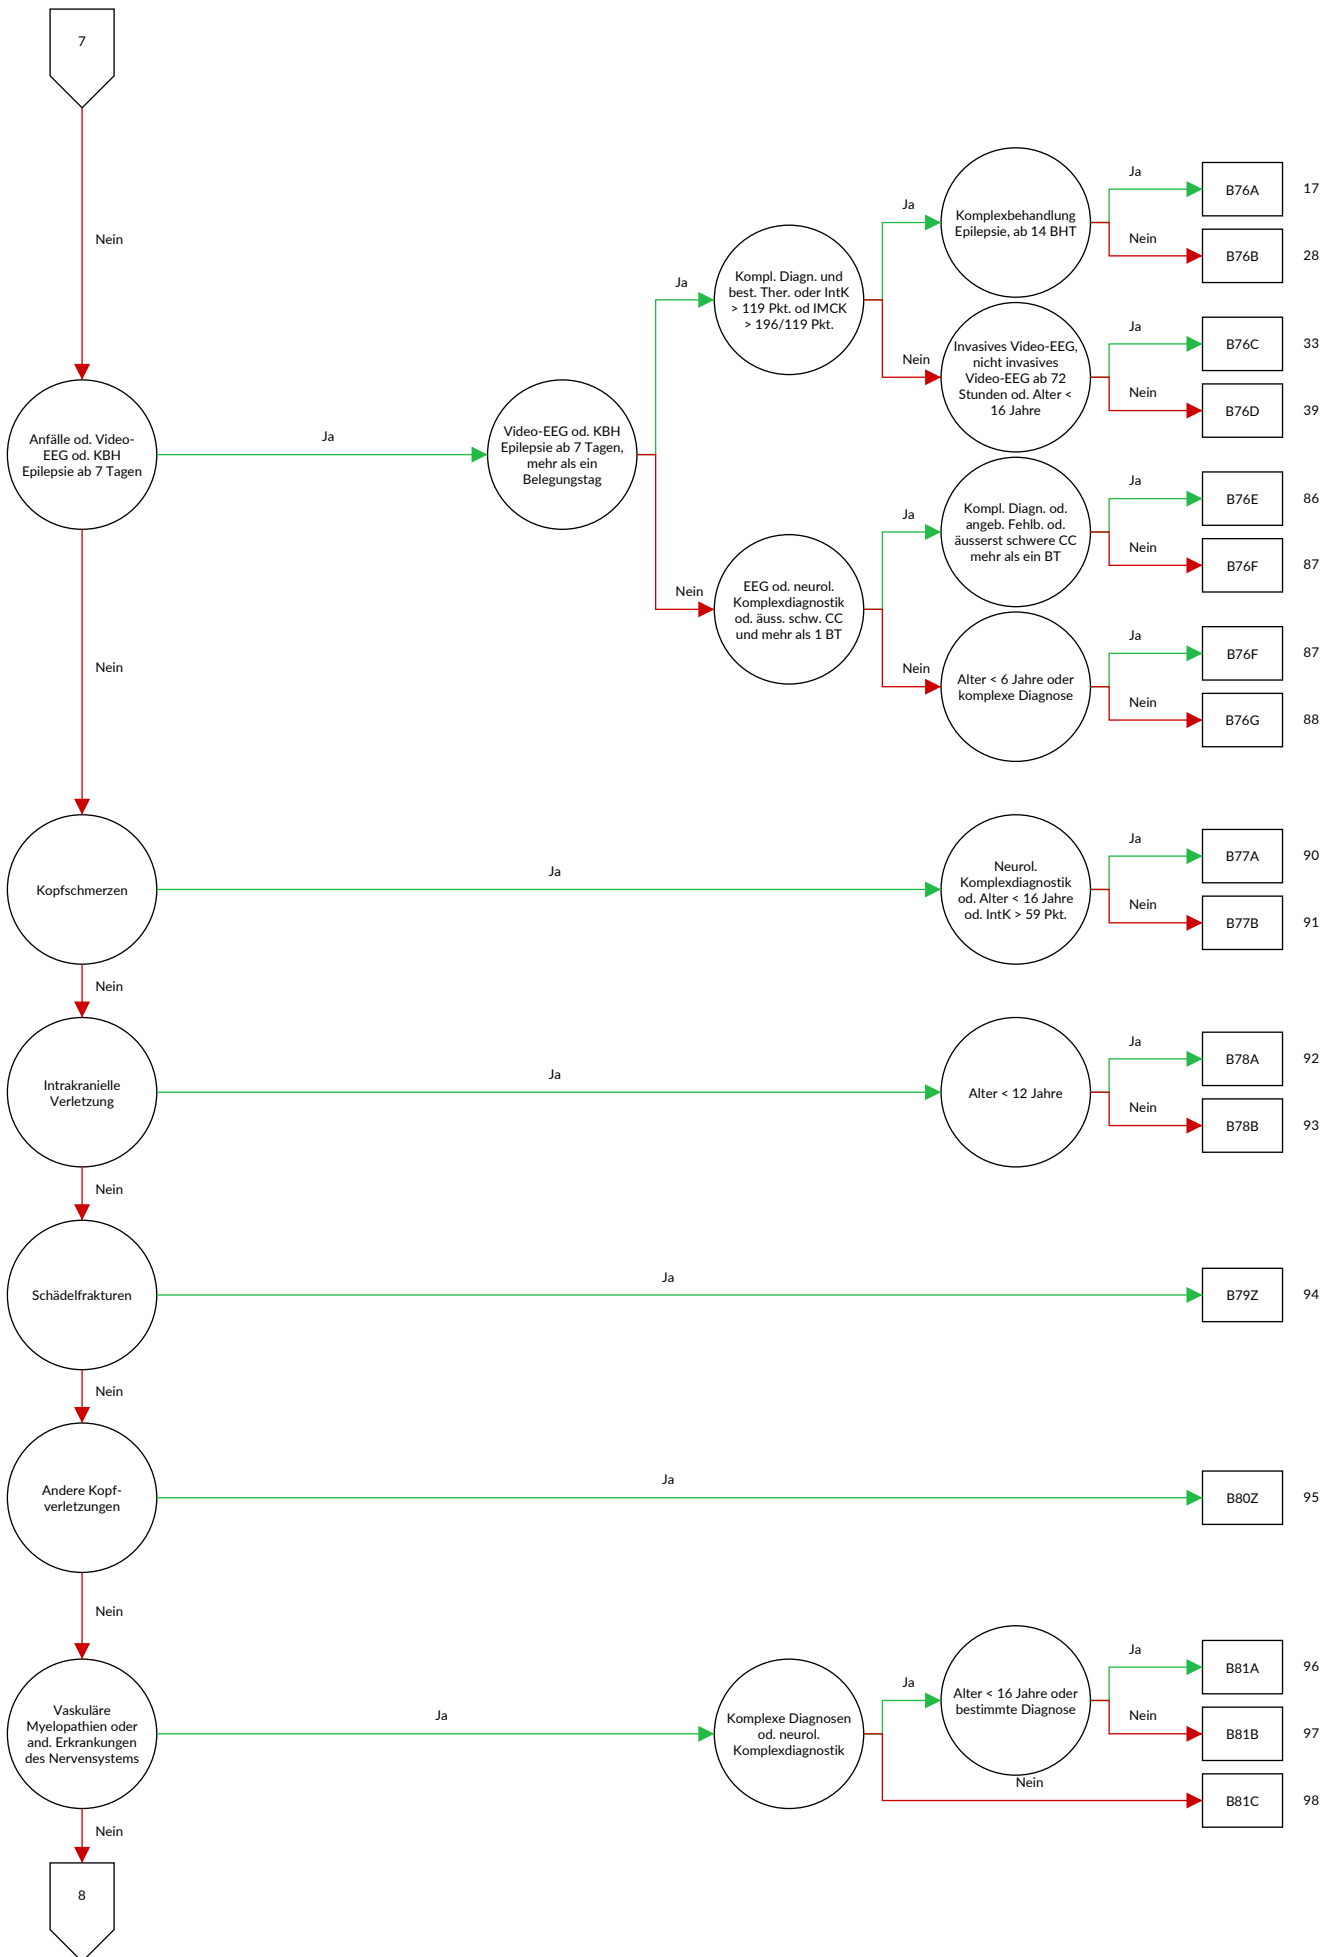 7
Nein
Anfälle od. Video-
EEG od. KBH
Epilepsie ab 7 Tagen
Ja
Video-EEG od. KBH
Epilepsie ab 7 Tagen,
mehr als ein
Belegungstag
Ja
Kompl. Diagn. und
best. Ther. oder IntK
> 119 Pkt. od IMCK
> 196/119 Pkt.
Ja
Komplexbehandlung
Epilepsie, ab 14 BHT
Ja
B76A
17
Nein
B76B
28
Nein
Invasives Video-EEG,
nicht invasives
Video-EEG ab 72
Stunden od. Alter <
16 Jahre
Ja
B76C
33
Nein
B76D
39
Nein
EEG od. neurol.
Komplexdiagnostik
od. äuss. schw. CC
und mehr als 1 BT
Ja
Kompl. Diagn. od.
angeb. Fehlb. od.
äusserst schwere CC
mehr als ein BT
Ja
B76E
86
Nein
B76F
87
Nein
Alter < 6 Jahre oder
komplexe Diagnose
Ja
B76F
87
Nein
B76G
88
Nein
Kopfschmerzen
Ja
Neurol.
Komplexdiagnostik
od. Alter < 16 Jahre
od. IntK > 59 Pkt.
Ja
B77A
90
Nein
B77B
91
Nein
Intrakranielle
Verletzung
Ja
Alter < 12 Jahre
Ja
B78A
92
Nein
B78B
93
Nein
Schädelfrakturen
Ja
B79Z
94
Nein
Andere Kopf-
verletzungen
Ja
B80Z
95
Nein
Vaskuläre
Myelopathien oder
and. Erkrankungen
des Nervensystems
Ja
Komplexe Diagnosen
od. neurol.
Komplexdiagnostik
Ja
Alter < 16 Jahre oder
bestimmte Diagnose
Ja
B81A
96
Nein
B81B
97
Nein
B81C
98
Nein
8